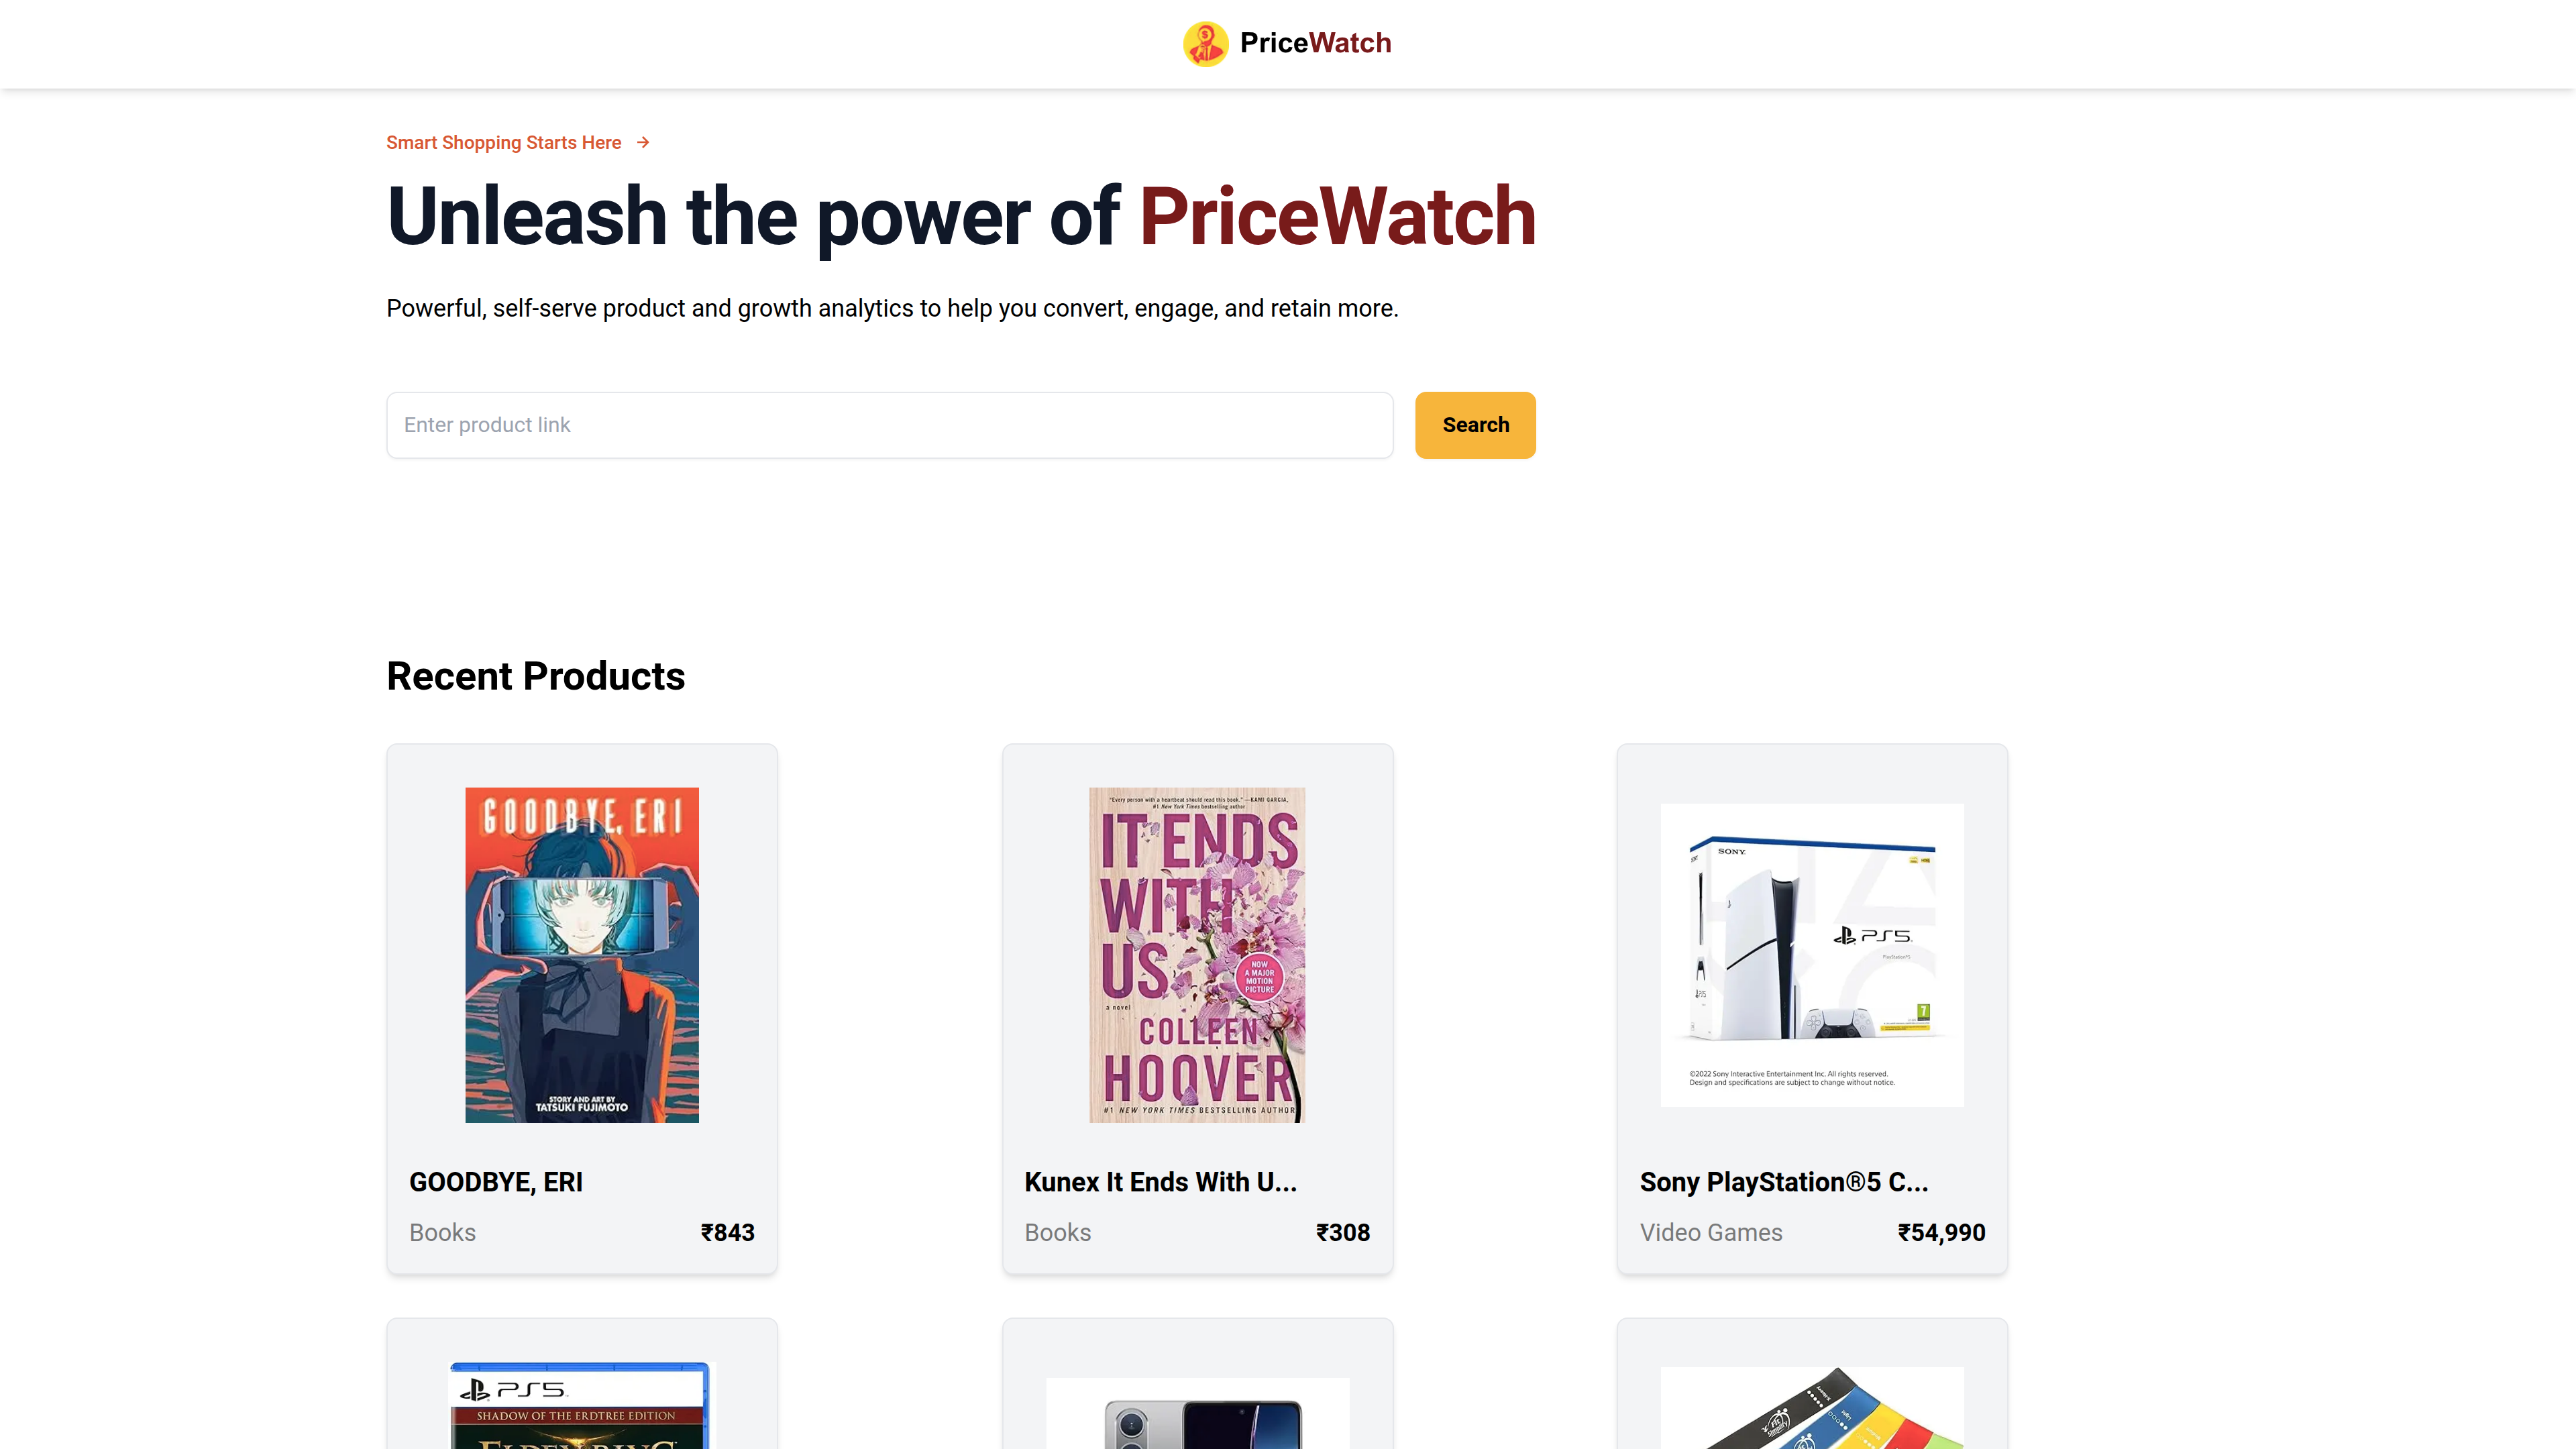 PriceWatch
Smart Shopping Starts Here
Unleash the power of PriceWatch
Powerful, self-serve product and growth analytics to help you convert, engage, and retain more.
Enter product link
Search
Recent Products
GOODBYE, ERI
STORY AND ART BY
TATSUKI FUJIMOTO
GOODBYE, ERI
Books
₹843
"Every person with a heartbeat should read this book." —KAMI GARCIA,
#1 New York Times bestselling author
IT ENDS
WITH
US
NOW
A MAJOR
MOTION
PICTURE
a novel
COLLEEN
HOOVER
#1 NEW YORK TIMES BESTSELLING AUTHOR
Kunex It Ends With U...
Books
₹308
SONY
PS5
PlayStation®5
7
©2022 Sony Interactive Entertainment Inc. All rights reserved.
Design and specifications are subject to change without notice.
Sony PlayStation®5 C...
Video Games
₹54,990
PS5
SHADOW OF THE ERDTREE EDITION
ELDEN RING